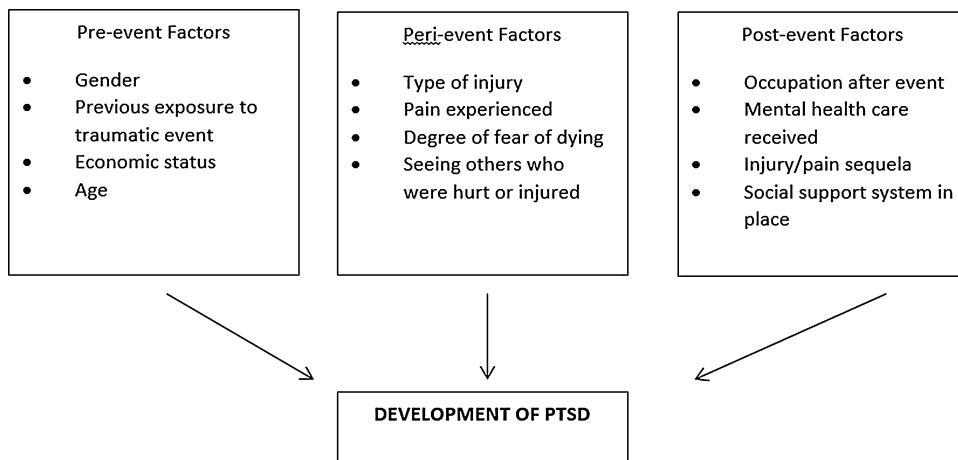 Pre-event Factors
• Gender
• Previous exposure to
traumatic event
• Economic status
• Age
Peri-event Factors
• Type of injury
• Pain experienced
• Degree of fear of dying
• Seeing others who
were hurt or injured
Post-event Factors
• Occupation after event
• Mental health care
received
• Injury/pain sequela
• Social support system in
place
DEVELOPMENT OF PTSD